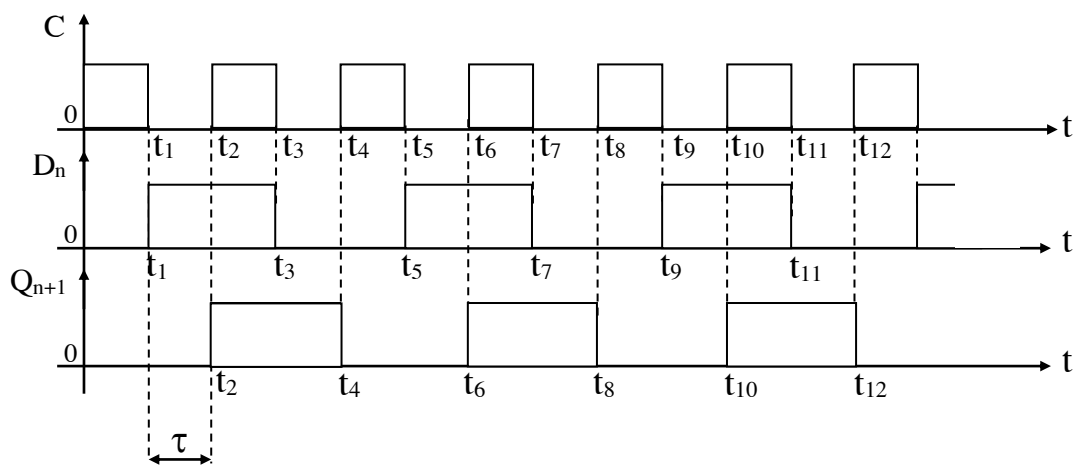 C
0
t₁ t₂ t₃ t₄ t₅ t₆ t₇ t₈ t₉ t₁₀ t₁₁ t₁₂ t
Dₙ
0
t₁ t₃ t₅ t₇ t₉ t₁₁ t
Qₙ₊₁
0
t₂ t₄ t₆ t₈ t₁₀ t₁₂ t
τ